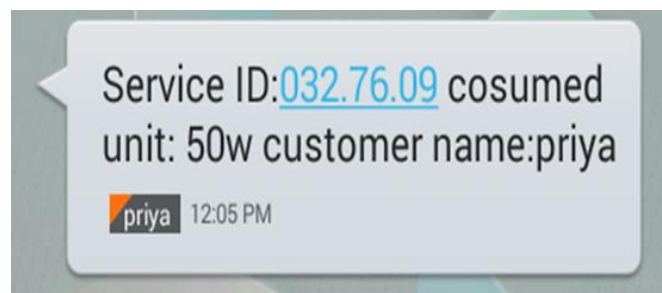 Service ID:032.76.09 cosumed
unit: 50w customer name:priya
priya 12:05 PM